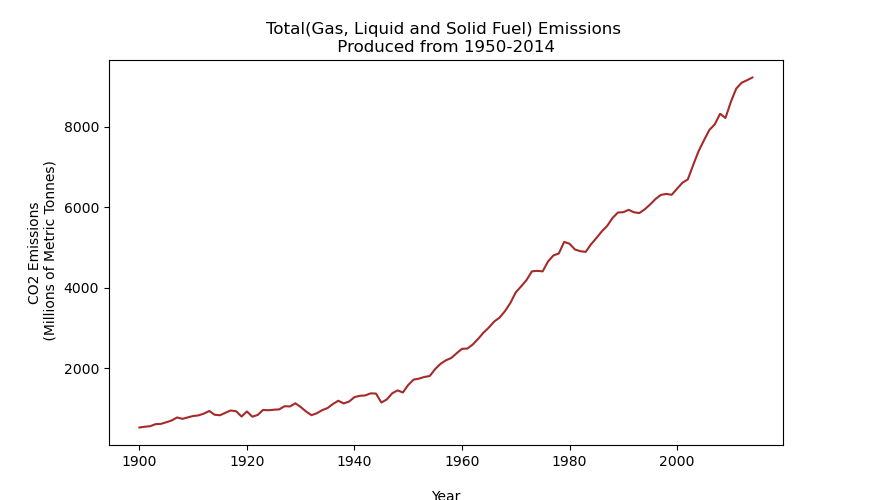 Total(Gas, Liquid and Solid Fuel) Emissions
Produced from 1950-2014
CO2 Emissions
(Millions of Metric Tonnes)
8000
6000
4000
2000
1900 1920 1940 1960 1980 2000
Year